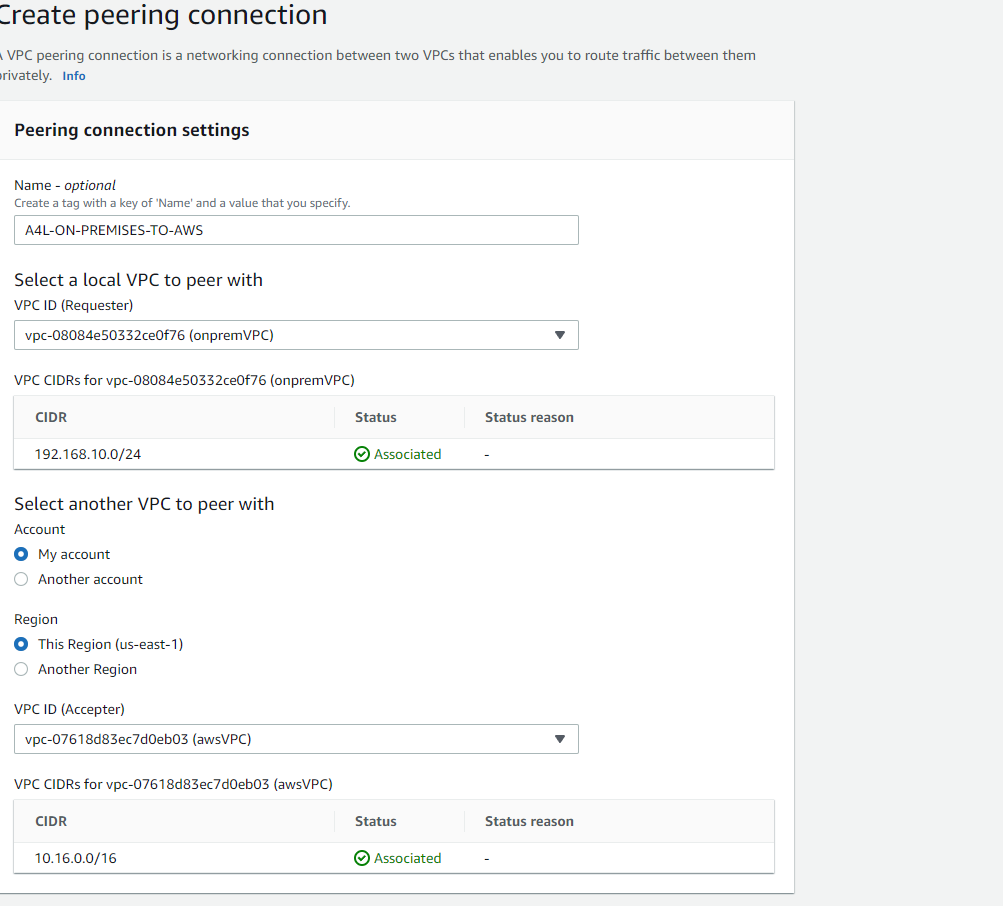 Create peering connection
A VPC peering connection is a networking connection between two VPCs that enables you to route traffic between them
privately. Info
Peering connection settings
Name - optional
Create a tag with a key of 'Name' and a value that you specify.
A4L-ON-PREMISES-TO-AWS
Select a local VPC to peer with
VPC ID (Requester)
vpc-08084e50332ce0f76 (onpremVPC)
VPC CIDRs for vpc-08084e50332ce0f76 (onpremVPC)
CIDR Status Status reason
192.168.10.0/24 Associated -
Select another VPC to peer with
Account
My account
Another account
Region
This Region (us-east-1)
Another Region
VPC ID (Accepter)
vpc-07618d83ec7d0eb03 (awsVPC)
VPC CIDRs for vpc-07618d83ec7d0eb03 (awsVPC)
CIDR Status Status reason
10.16.0.0/16 Associated -